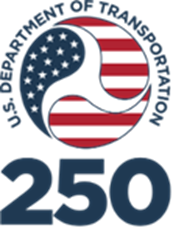 U.S. DEPARTMENT OF TRANSPORTATION
250